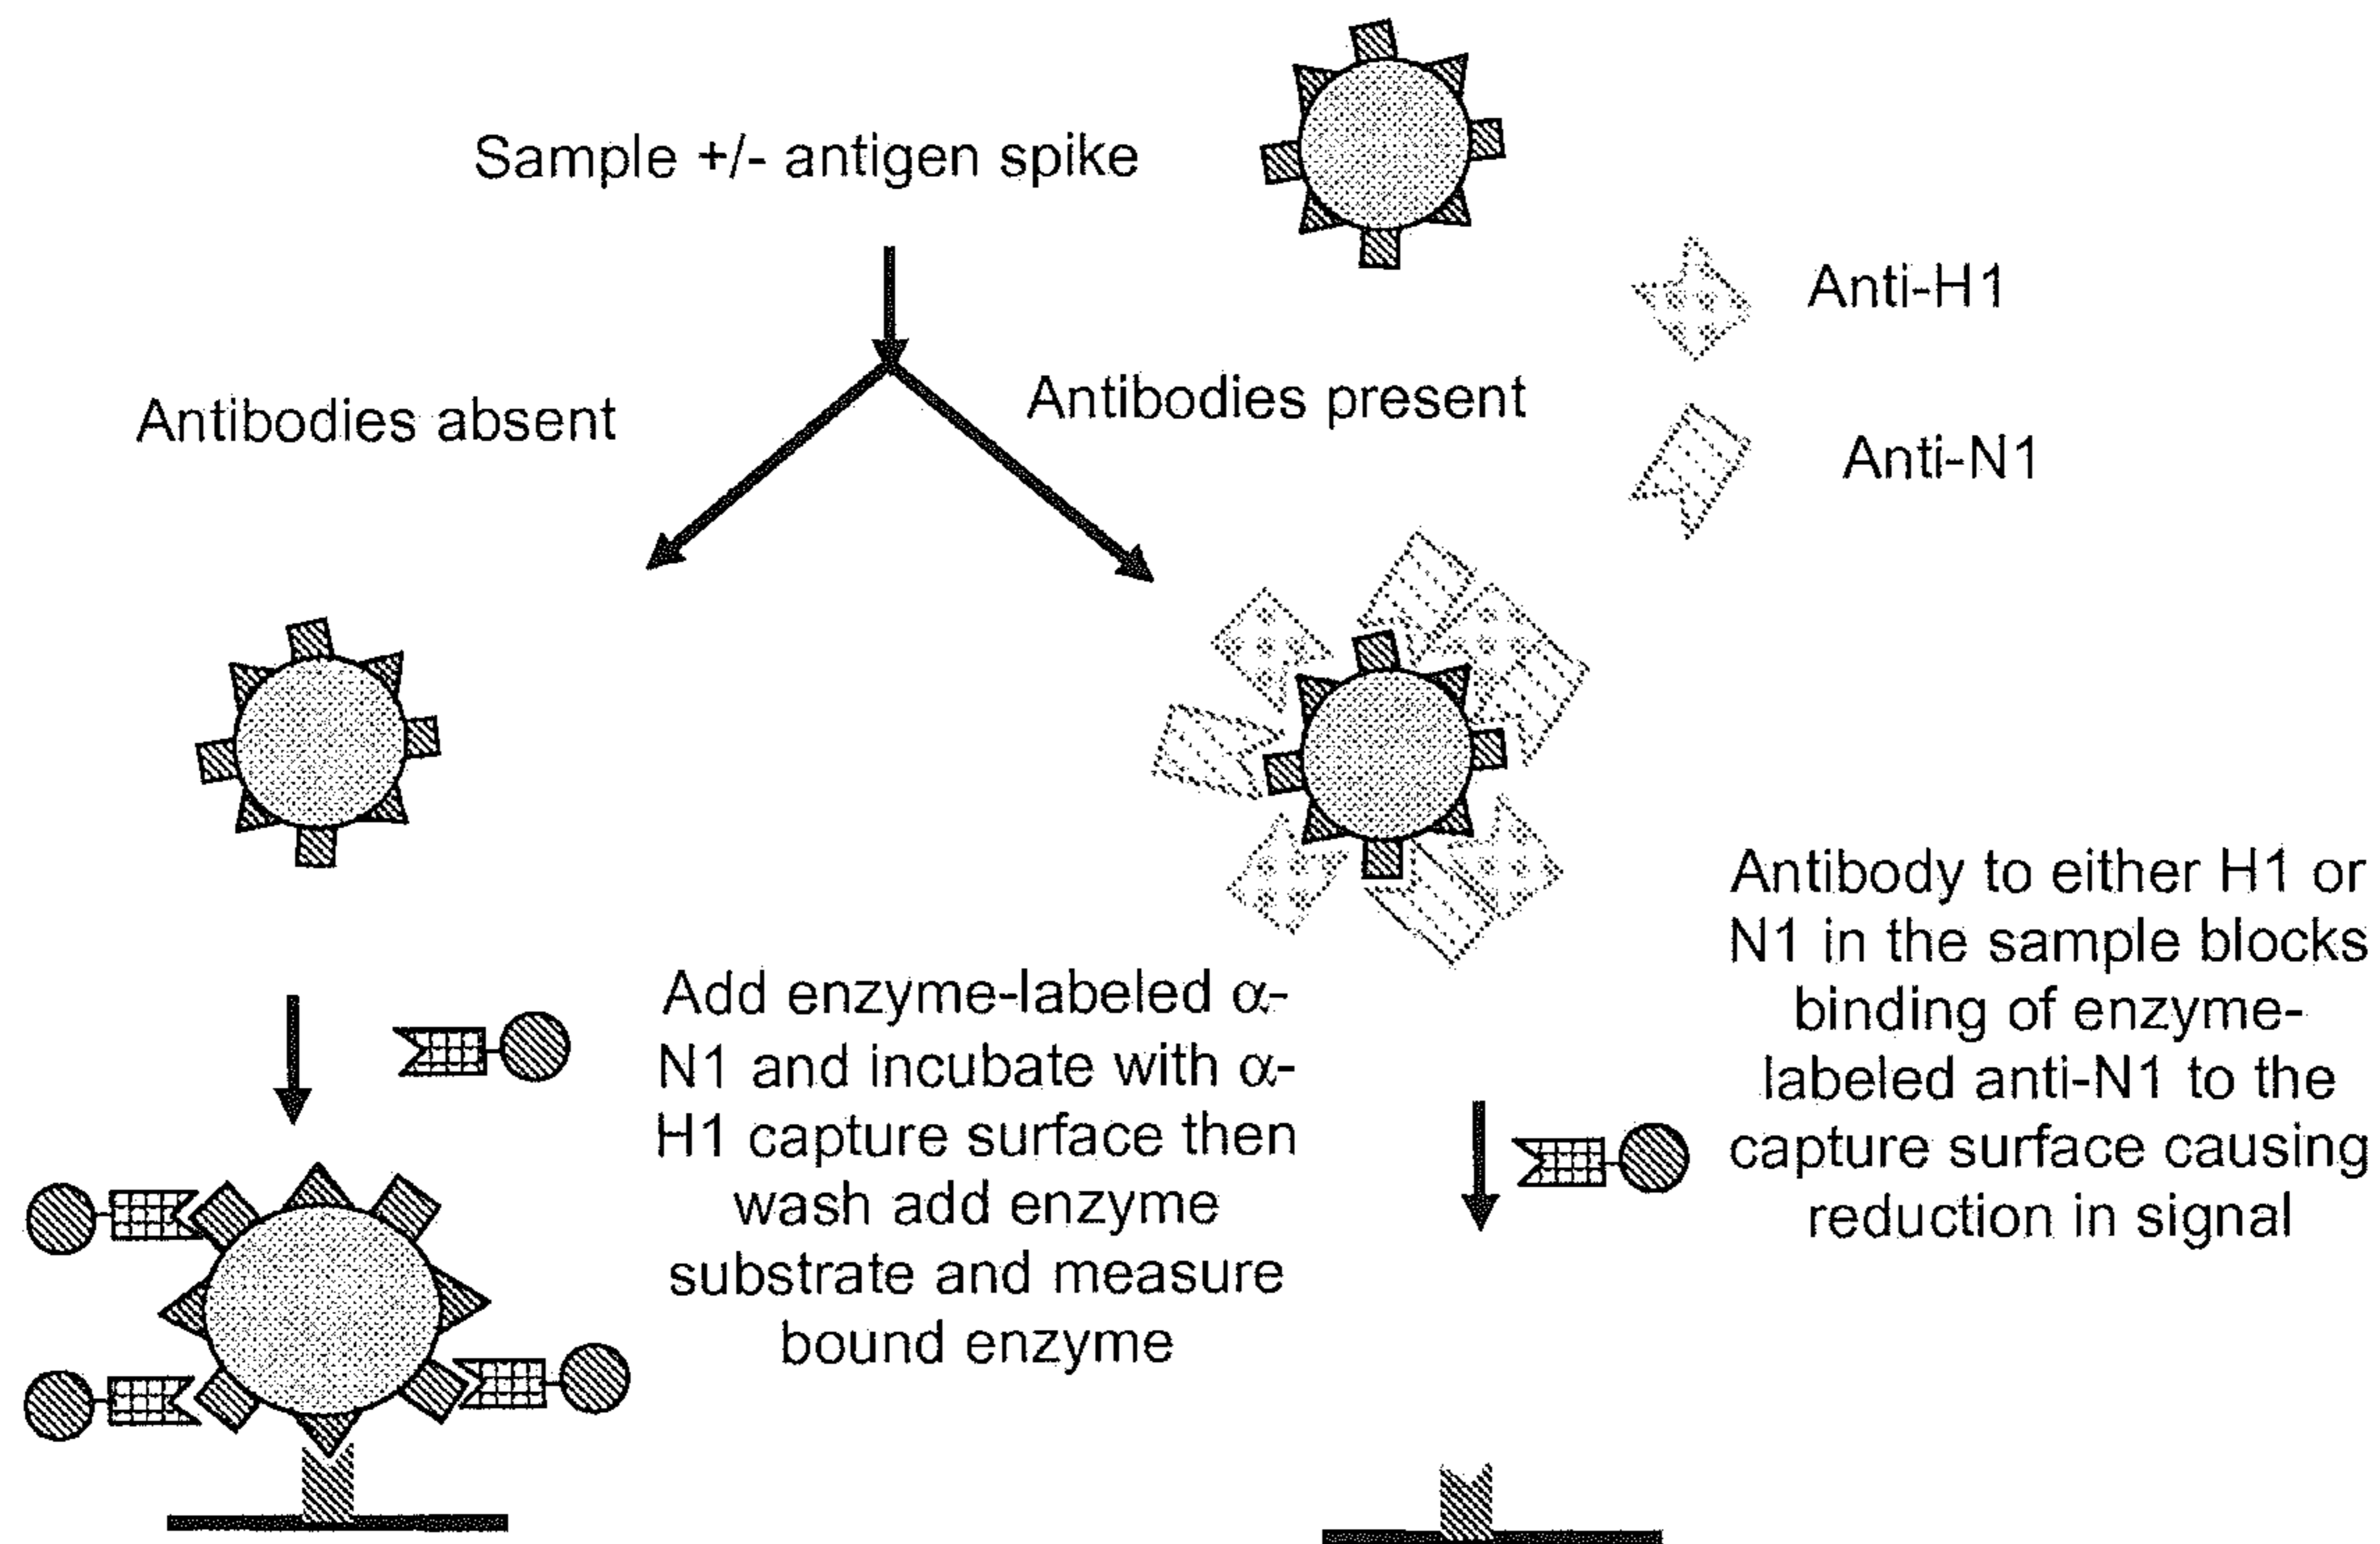 Sample +/- antigen spike
Anti-H1
Antibodies absent
Antibodies present
Anti-N1
Add enzyme-labeled α-
N1 and incubate with α-
H1 capture surface then
wash add enzyme
substrate and measure
bound enzyme
Antibody to either H1 or
N1 in the sample blocks
binding of enzyme-
labeled anti-N1 to the
capture surface causing
reduction in signal